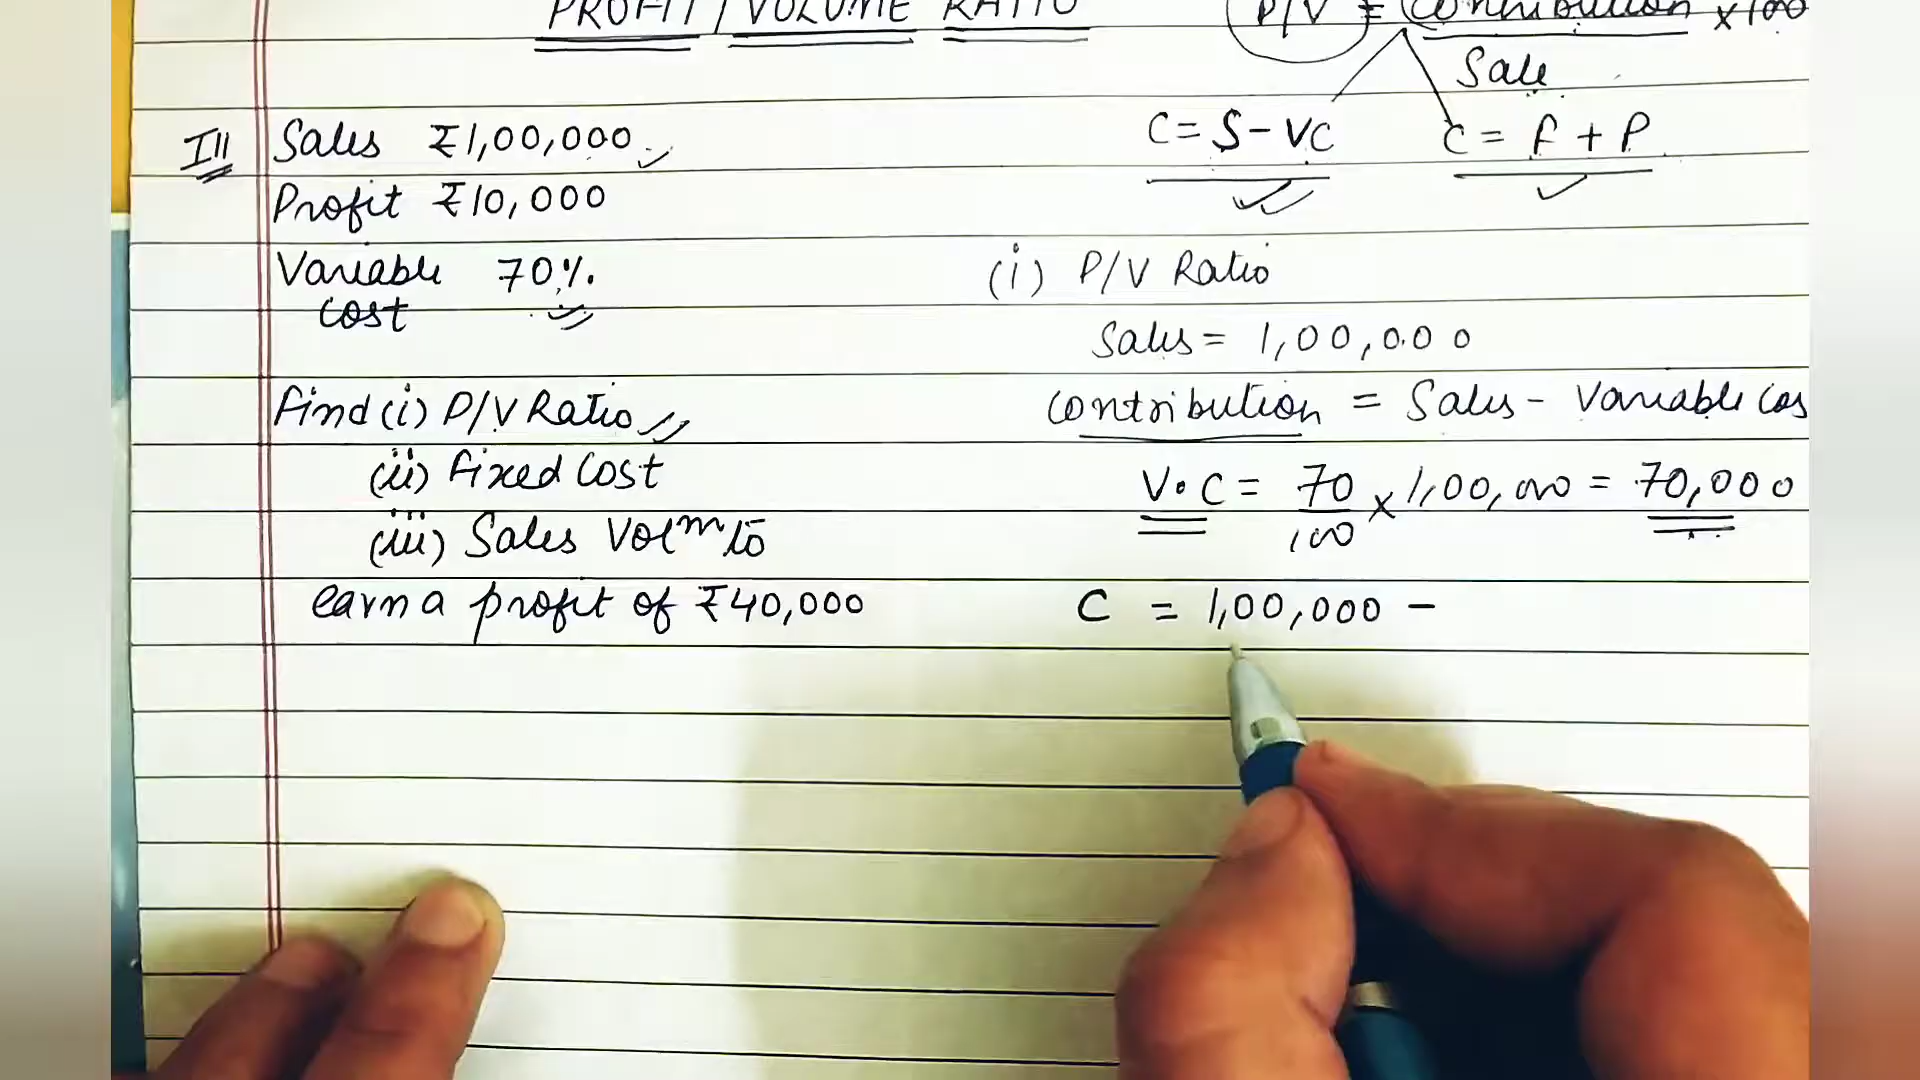 PROFIT / VOLUME RATIO
P/V = Contribution x 100
Sale
C = S - VC
C = F + P
III Sales ₹1,00,000
Profit ₹10,000
Variable 70%
cost
Find (i) P/V Ratio
(ii) Fixed Cost
(iii) Sales Volm to
earn a profit of ₹40,000
(i) P/V Ratio
Sales = 1,00,000
Contribution = Sales - Variable Cos
V.C = 70/100 x 1,00,000 = 70,000
C = 1,00,000 -